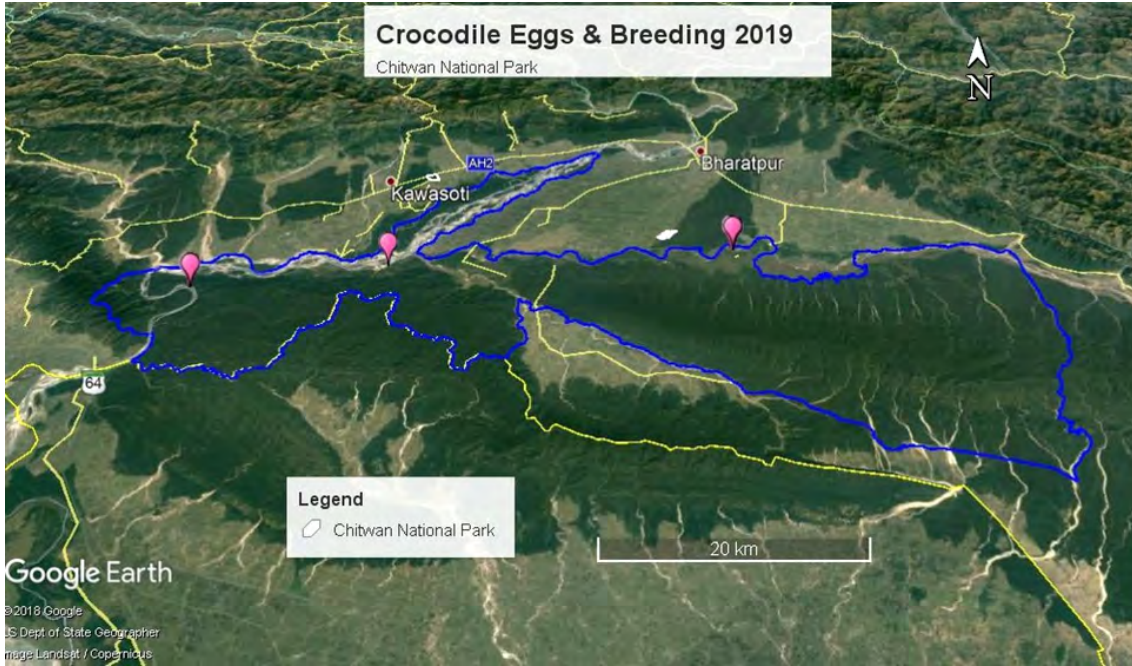 Crocodile Eggs & Breeding 2019
Chitwan National Park
N
Bharatpur
AH2
Kawasoti
64
Legend
Chitwan National Park
20 km
Google Earth
©2018 Google
US Dept of State Geographer
Image Landsat / Copernicus